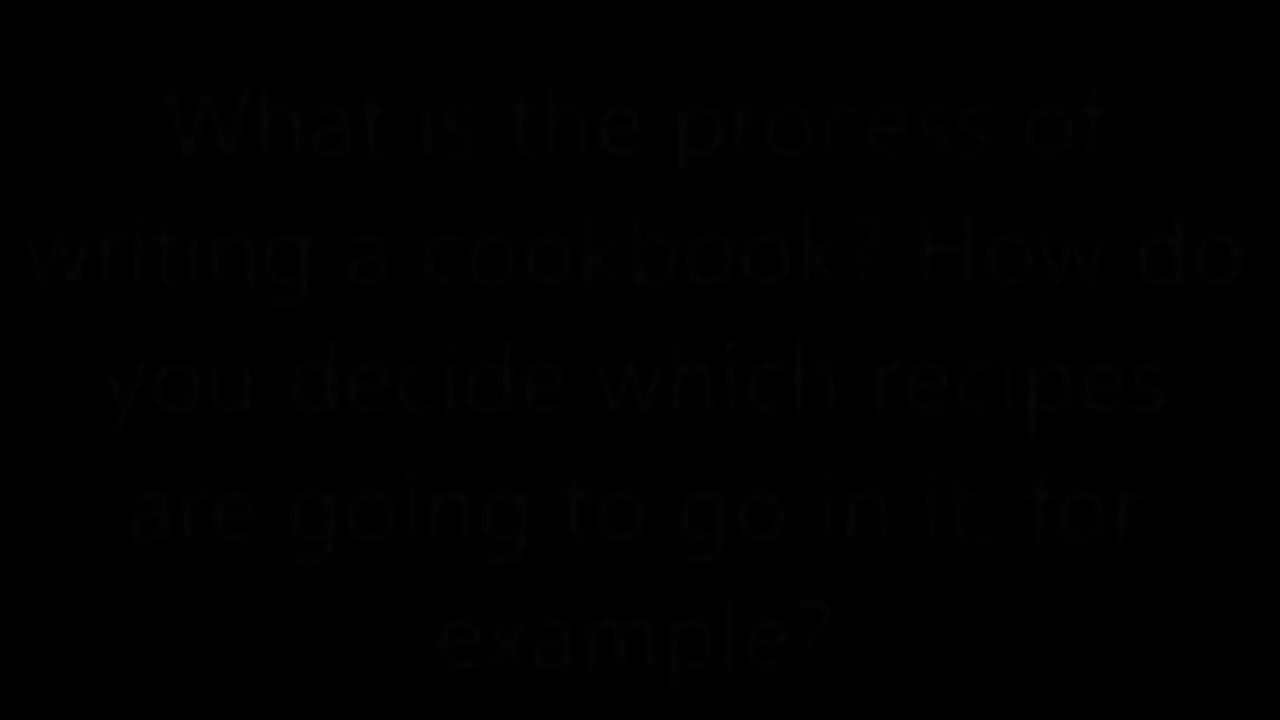 What is the process of
writing a cookbook? How do
you decide which recipes
are going to go in it, for
example?